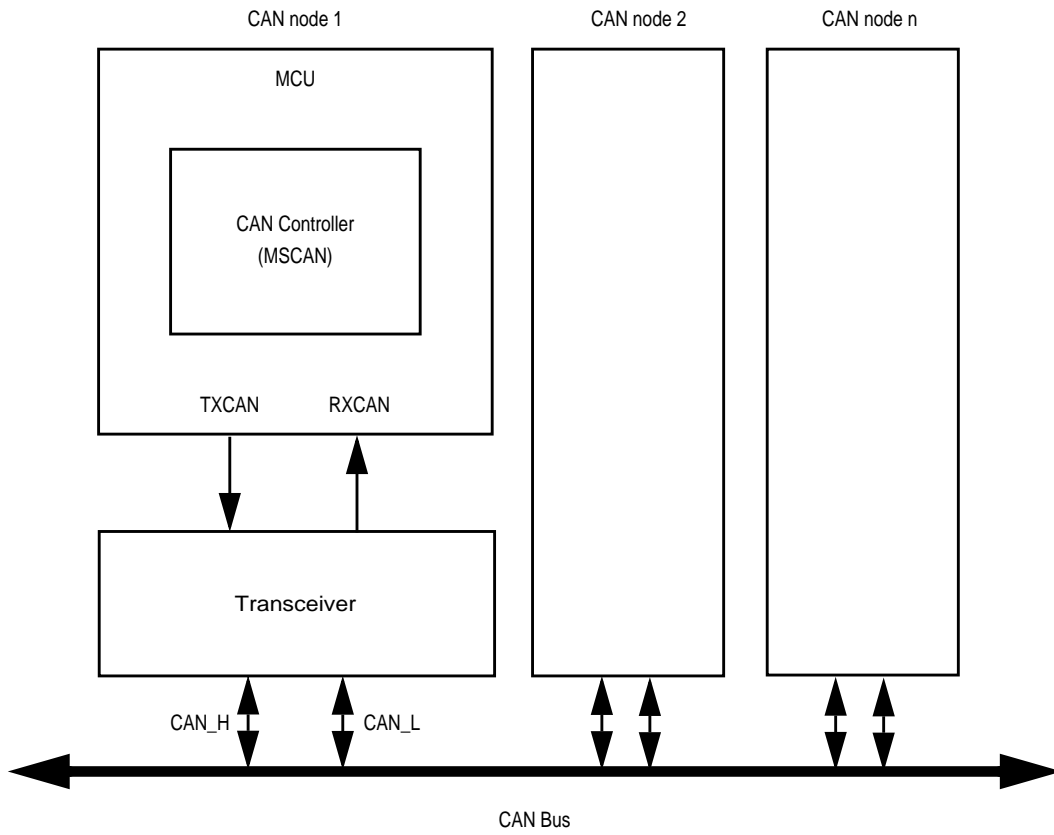 CAN node 1
CAN node 2
CAN node n
MCU
CAN Controller
(MSCAN)
TXCAN
RXCAN
Transceiver
CAN_H
CAN_L
CAN Bus